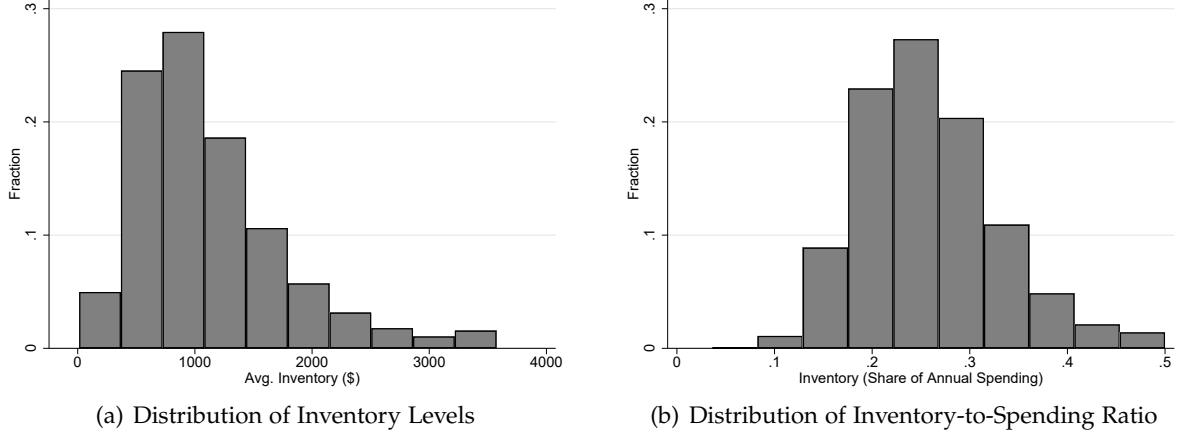 .3
.2
.1
0
Fraction
0 1000 2000 3000 4000
Avg. Inventory ($)
(a) Distribution of Inventory Levels
.3
.2
.1
0
Fraction
0 .1 .2 .3 .4 .5
Inventory (Share of Annual Spending)
(b) Distribution of Inventory-to-Spending Ratio